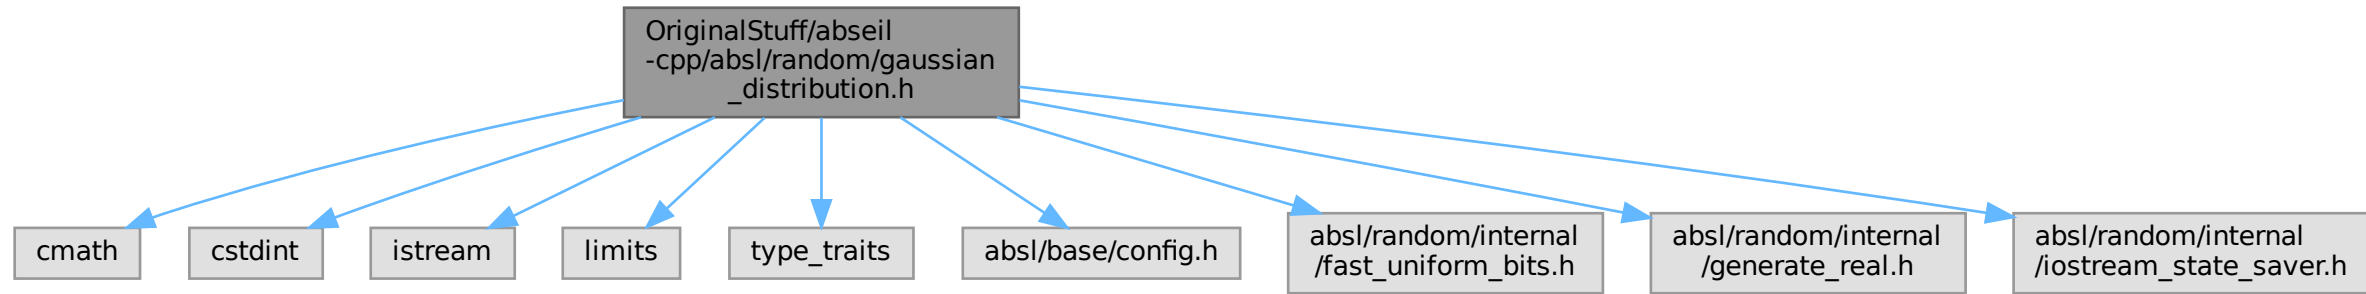 OriginalStuff/abseil
-cpp/absl/random/gaussian
_distribution.h
cmath
cstdint
istream
limits
type_traits
absl/base/config.h
absl/random/internal
/fast_uniform_bits.h
absl/random/internal
/generate_real.h
absl/random/internal
/iostream_state_saver.h